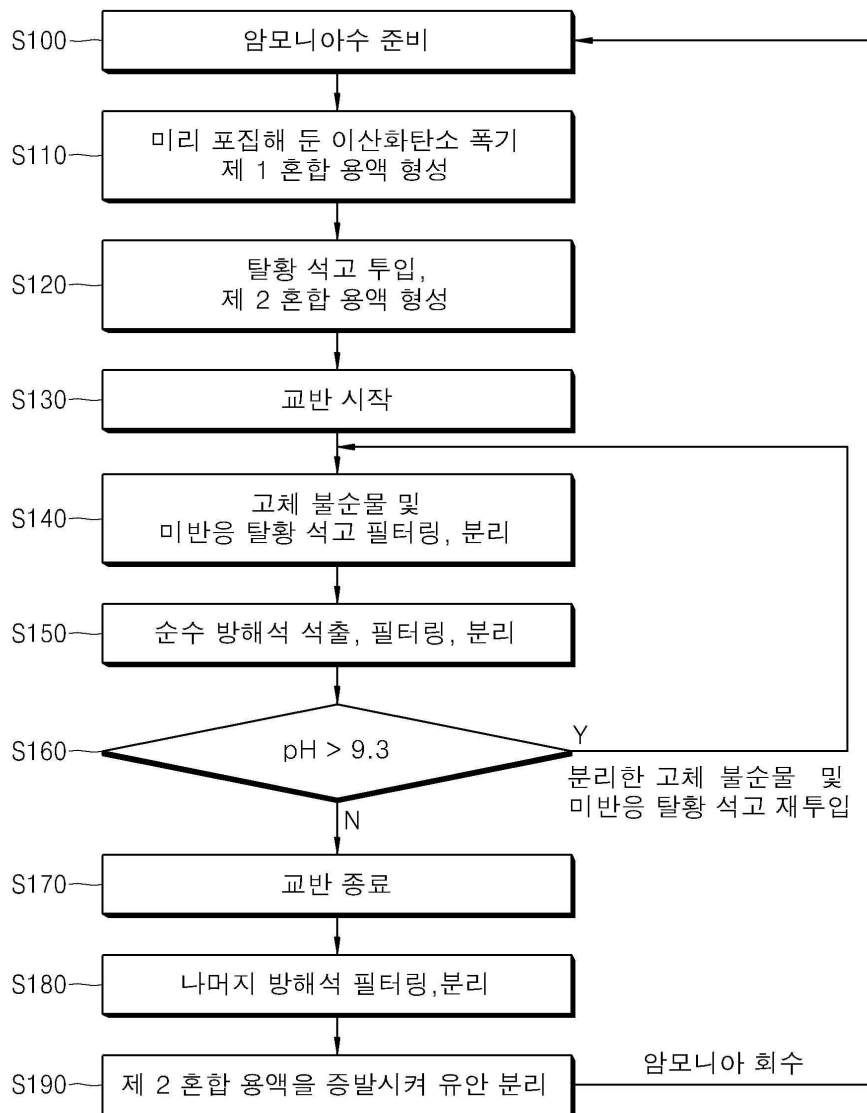 S100
암모니아수 준비
S110
미리 포집해 둔 이산화탄소 폭기
제 1 혼합 용액 형성
S120
탈황 석고 투입,
제 2 혼합 용액 형성
S130
교반 시작
S140
고체 불순물 및
미반응 탈황 석고 필터링, 분리
S150
순수 방해석 석출, 필터링, 분리
S160
pH > 9.3
Y
분리한 고체 불순물 및
미반응 탈황 석고 재투입
N
S170
교반 종료
S180
나머지 방해석 필터링,분리
S190
제 2 혼합 용액을 증발시켜 유안 분리
암모니아 회수